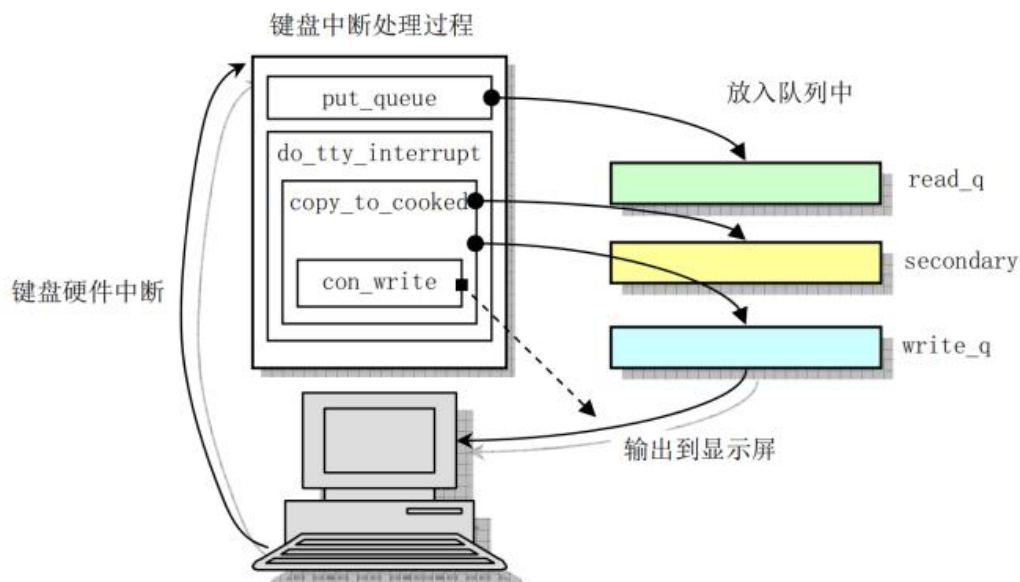 键盘中断处理过程
put_queue
放入队列中
do_tty_interrupt
read_q
copy_to_cooked
secondary
con_write
键盘硬件中断
write_q
输出到显示屏